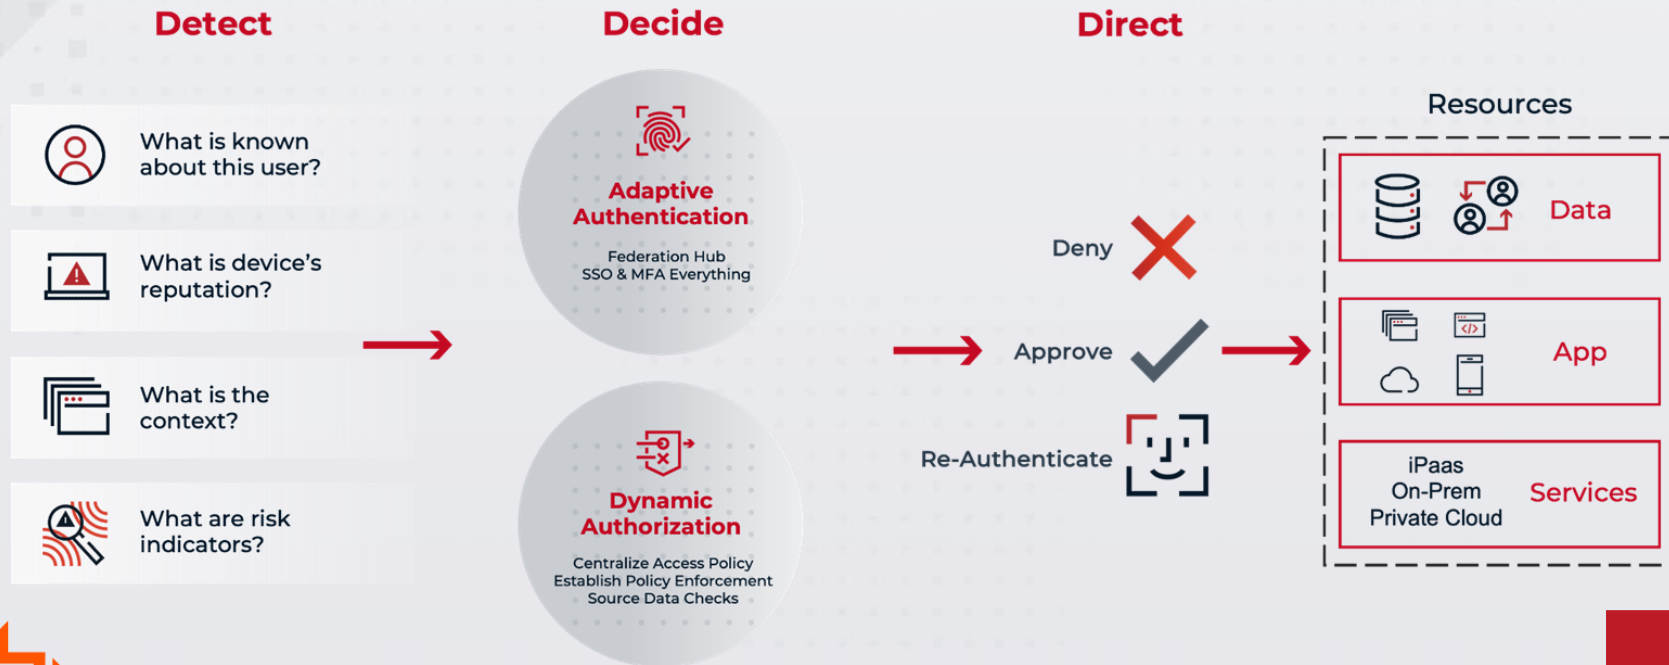 Detect
Decide
Direct
What is known
about this user?
What is device's
reputation?
What is the
context?
What are risk
indicators?
Adaptive
Authentication
Federation Hub
SSO & MFA Everything
Dynamic
Authorization
Centralize Access Policy
Establish Policy Enforcement
Source Data Checks
Deny
Approve
Re-Authenticate
Resources
Data
App
iPaas
On-Prem
Private Cloud
Services